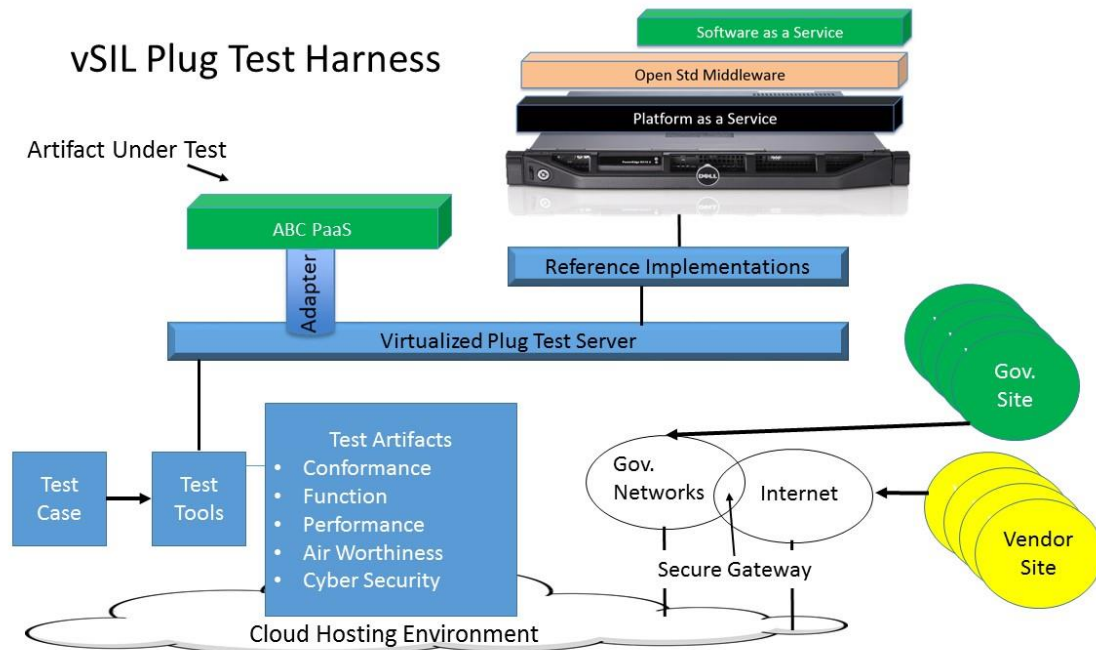 vSIL Plug Test Harness
Software as a Service
Open Std Middleware
Platform as a Service
DELL
Artifact Under Test
ABC PaaS
Adapter
Reference Implementations
Virtualized Plug Test Server
Test Artifacts
• Conformance
• Function
• Performance
• Air Worthiness
• Cyber Security
Test
Case
Test
Tools
Gov.
Networks
Internet
Secure Gateway
Gov.
Site
Vendor
Site
Cloud Hosting Environment